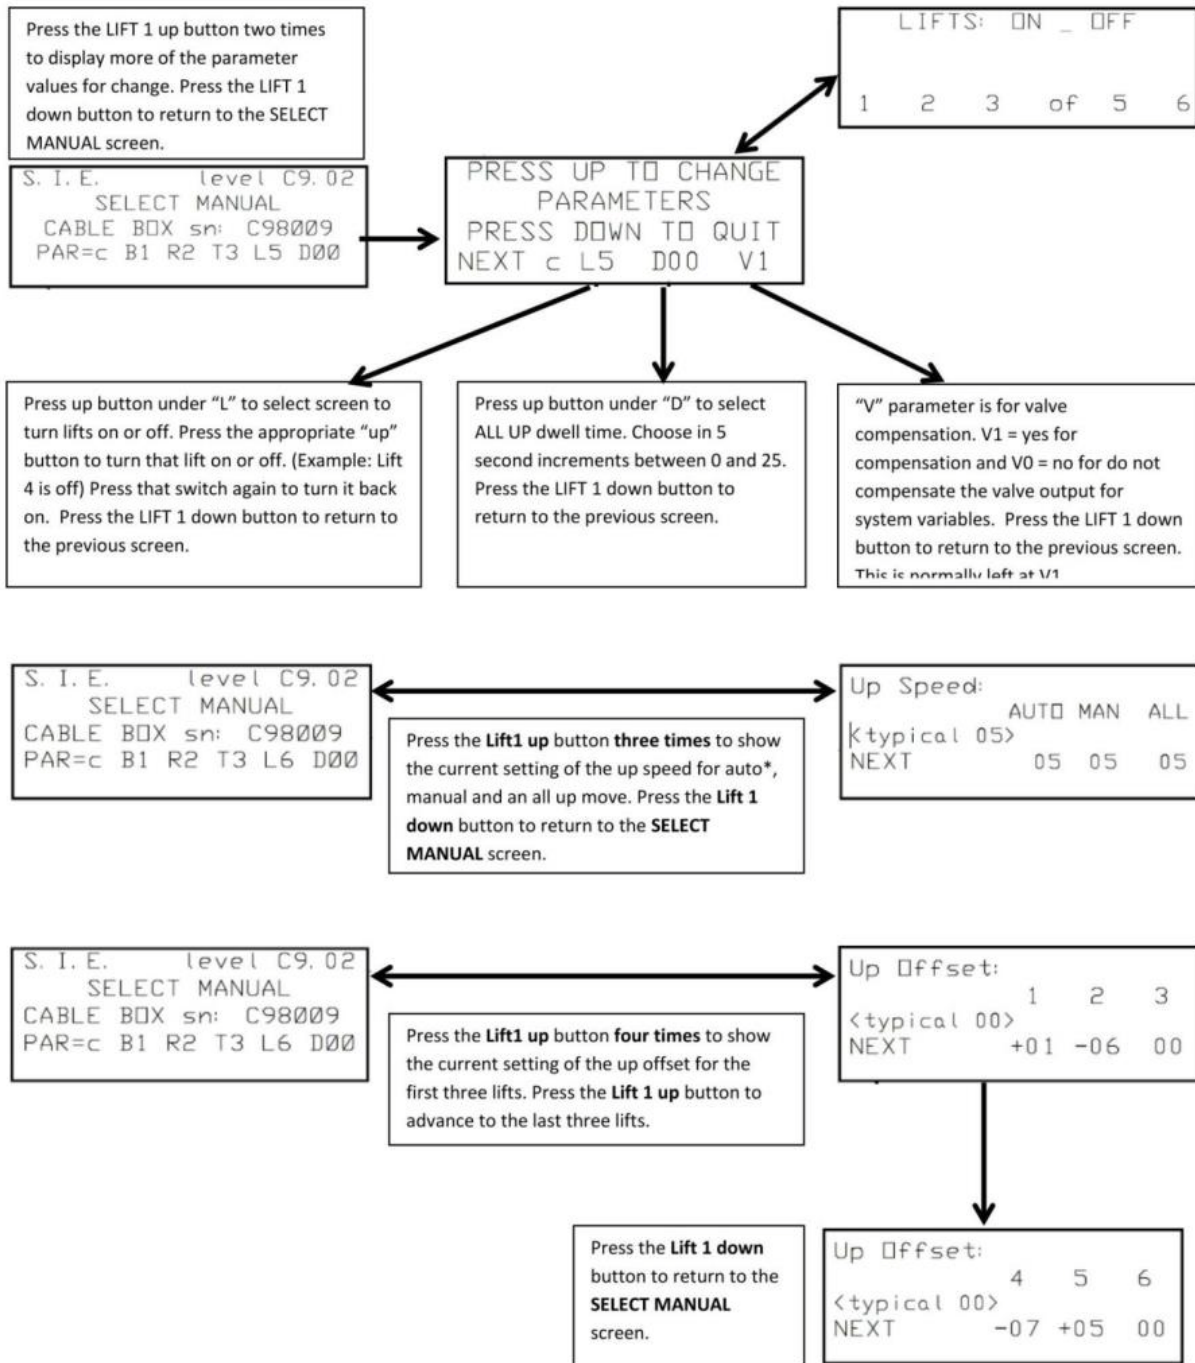 Press the LIFT 1 up button two times
to display more of the parameter
values for change. Press the LIFT 1
down button to return to the SELECT
MANUAL screen.
LIFTS: ON _ OFF
1 2 3 of 5 6
S. I. E. level C9.02
SELECT MANUAL
CABLE BOX sn: C98009
PAR=c B1 R2 T3 L5 D00
PRESS UP TO CHANGE
PARAMETERS
PRESS DOWN TO QUIT
NEXT c L5 D00 V1
Press up button under “L” to select screen to
turn lifts on or off. Press the appropriate “up”
button to turn that lift on or off. (Example: Lift
4 is off) Press that switch again to turn it back
on. Press the LIFT 1 down button to return to
the previous screen.
Press up button under “D” to select
ALL UP dwell time. Choose in 5
second increments between 0 and 25.
Press the LIFT 1 down button to
return to the previous screen.
“V” parameter is for valve
compensation. V1 = yes for
compensation and V0 = no for do not
compensate the valve output for
system variables. Press the LIFT 1 down
button to return to the previous screen.
This is normally left at V1
S. I. E. level C9.02
SELECT MANUAL
CABLE BOX sn: C98009
PAR=c B1 R2 T3 L6 D00
Press the Lift1 up button three times to show
the current setting of the up speed for auto*,
manual and an all up move. Press the Lift 1
down button to return to the SELECT
MANUAL screen.
Up Speed:
AUTO MAN ALL
<typical 05>
NEXT 05 05 05
S. I. E. level C9.02
SELECT MANUAL
CABLE BOX sn: C98009
PAR=c B1 R2 T3 L6 D00
Press the Lift1 up button four times to show
the current setting of the up offset for the
first three lifts. Press the Lift 1 up button to
advance to the last three lifts.
Up Offset:
1 2 3
<typical 00>
NEXT +01 -06 00
Press the Lift 1 down
button to return to the
SELECT MANUAL
screen.
Up Offset:
4 5 6
<typical 00>
NEXT -07 +05 00